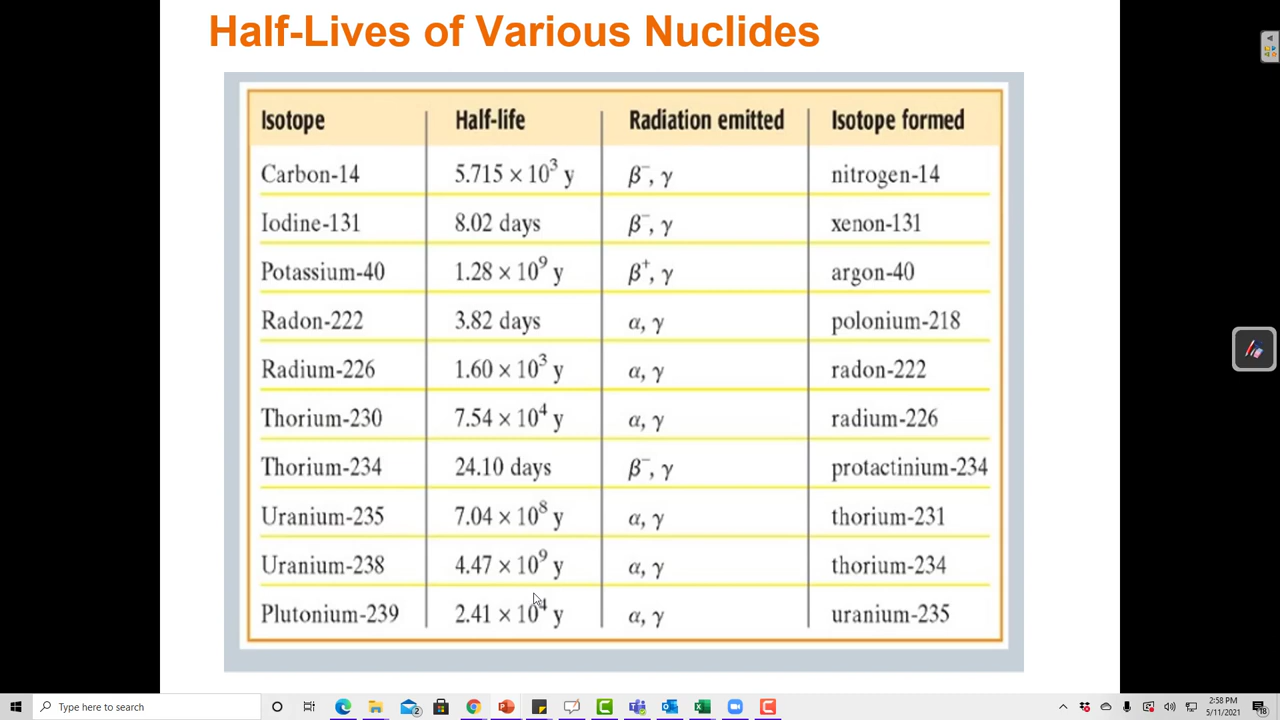 Half-Lives of Various Nuclides
Isotope Half-life Radiation emitted Isotope formed
Carbon-14 5.715 × 10³ y β⁻, γ nitrogen-14
Iodine-131 8.02 days β⁻, γ xenon-131
Potassium-40 1.28 × 10⁹ y β⁺, γ argon-40
Radon-222 3.82 days α, γ polonium-218
Radium-226 1.60 × 10³ y α, γ radon-222
Thorium-230 7.54 × 10⁴ y α, γ radium-226
Thorium-234 24.10 days β⁻, γ protactinium-234
Uranium-235 7.04 × 10⁸ y α, γ thorium-231
Uranium-238 4.47 × 10⁹ y α, γ thorium-234
Plutonium-239 2.41 × 10⁴ y α, γ uranium-235
Type here to search
2
2:58 PM
5/11/2021
18